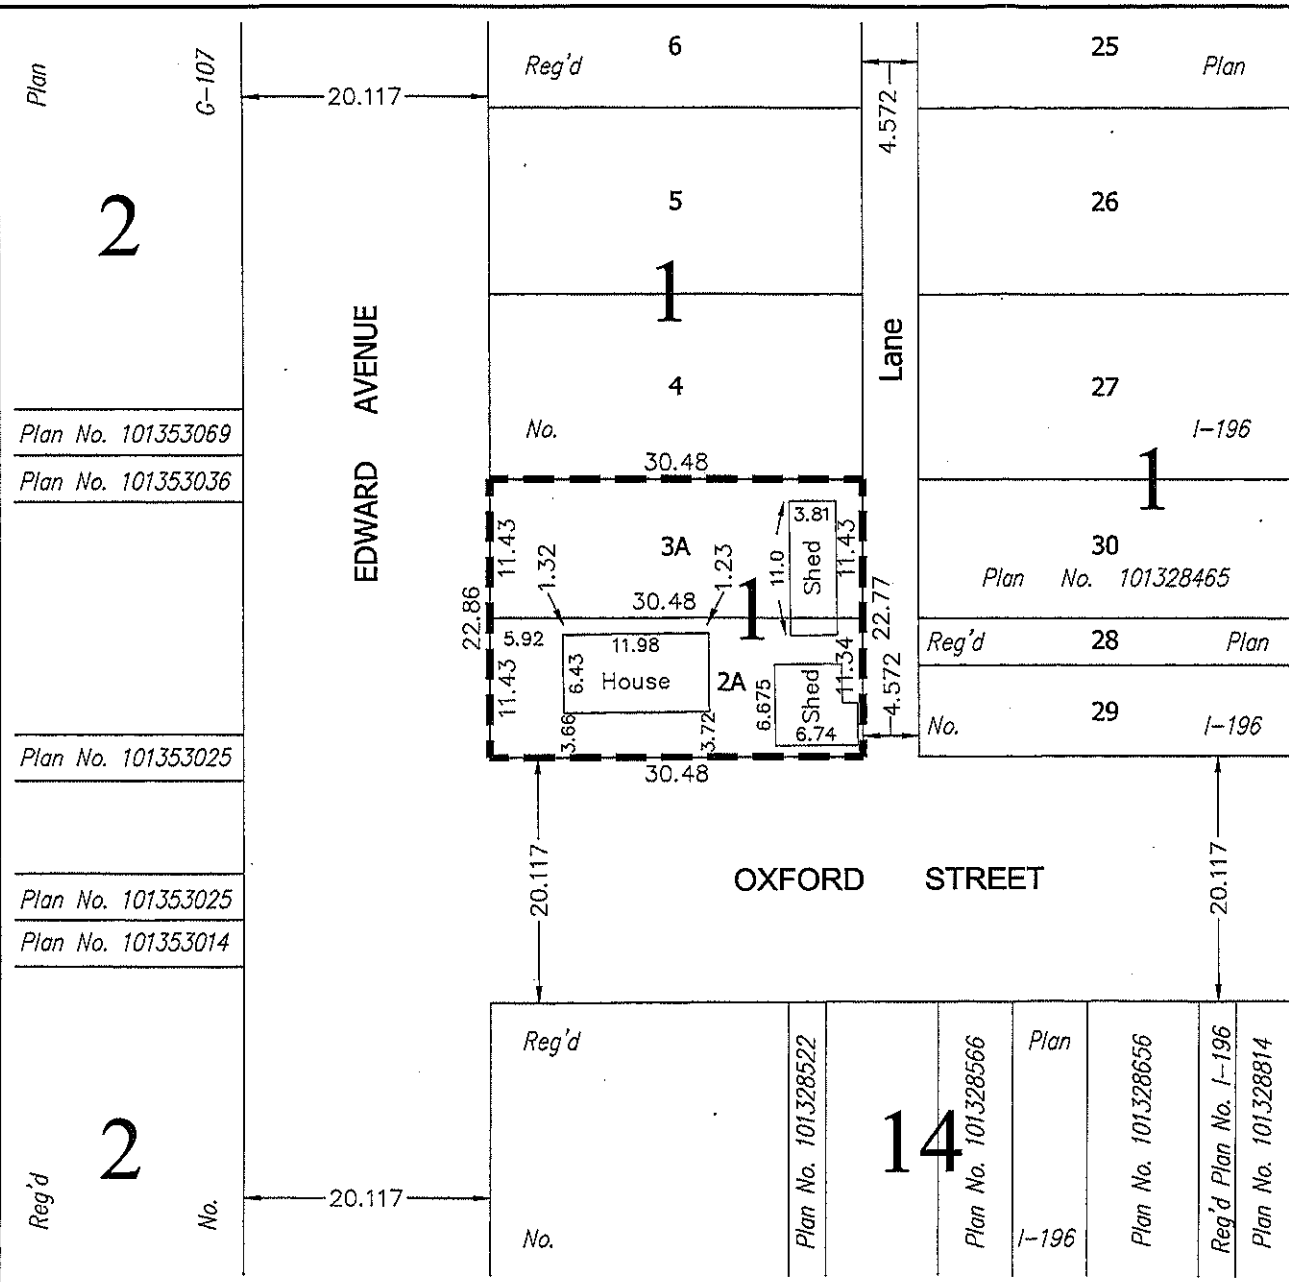 Plan
G-107
2
20.117
Reg'd
6
4.572
25
Plan
5
26
1
EDWARD AVENUE
Lane
4
27
No.
I-196
1
Plan No. 101353069
Plan No. 101353036
30.48
11.43
1.32
3A
1.23
11.0
3.81
Shed
11.43
30
Plan No. 101328465
22.86
30.48
1
22.77
5.92
11.98
11.34
Reg'd
28
Plan
11.43
6.43
House
2A
6.675
Shed
6.74
4.572
No.
29
I-196
3.66
3.72
30.48
Plan No. 101353025
20.117
OXFORD STREET
20.117
Plan No. 101353025
Plan No. 101353014
2
Reg'd
No.
20.117
Reg'd
No.
Plan No. 101328522
14
Plan No. 101328566
Plan
I-196
Plan No. 101328656
Reg'd Plan No. I-196
Plan No. 101328814